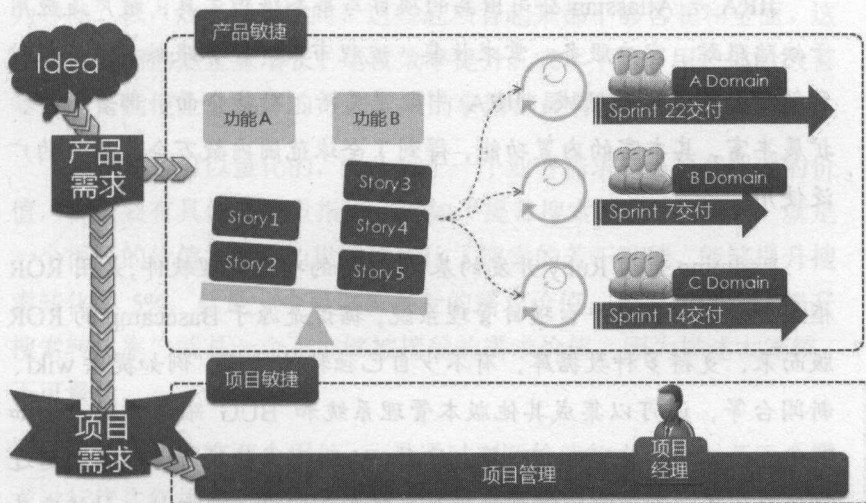 Idea
产品敏捷
功能A
功能B
产品
需求
Story1
Story2
Story3
Story4
Story5
A Domain
Sprint 22交付
B Domain
Sprint 7交付
C Domain
Sprint 14交付
项目敏捷
项目
需求
项目
经理
项目管理